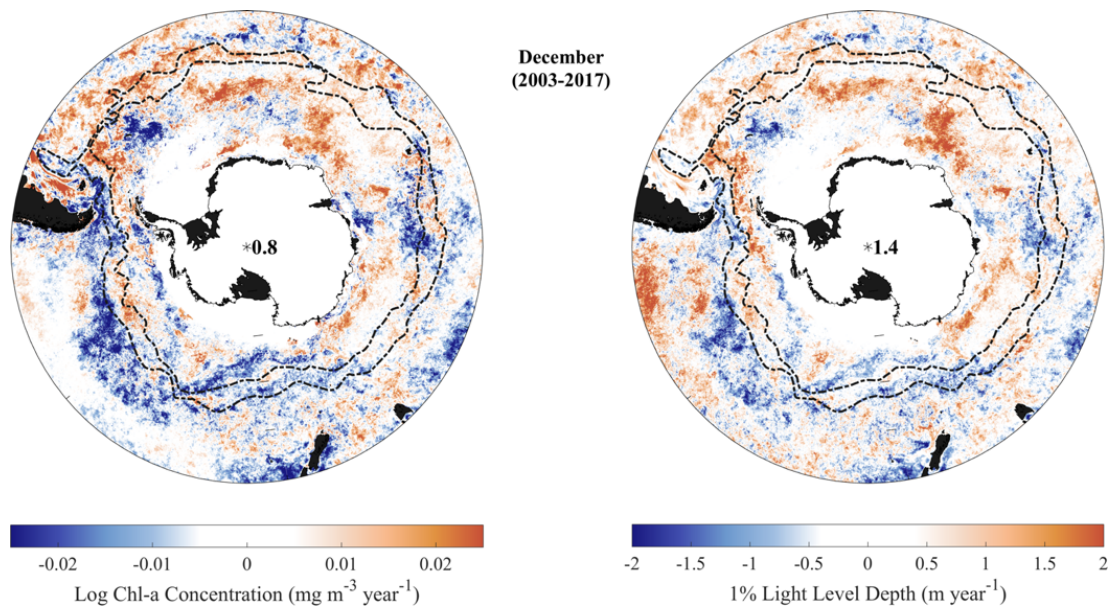 December
(2003-2017)
*0.8
*1.4
-0.02 -0.01 0 0.01 0.02
Log Chl-a Concentration (mg m⁻³ year⁻¹)
-2 -1.5 -1 -0.5 0 0.5 1 1.5 2
1% Light Level Depth (m year⁻¹)